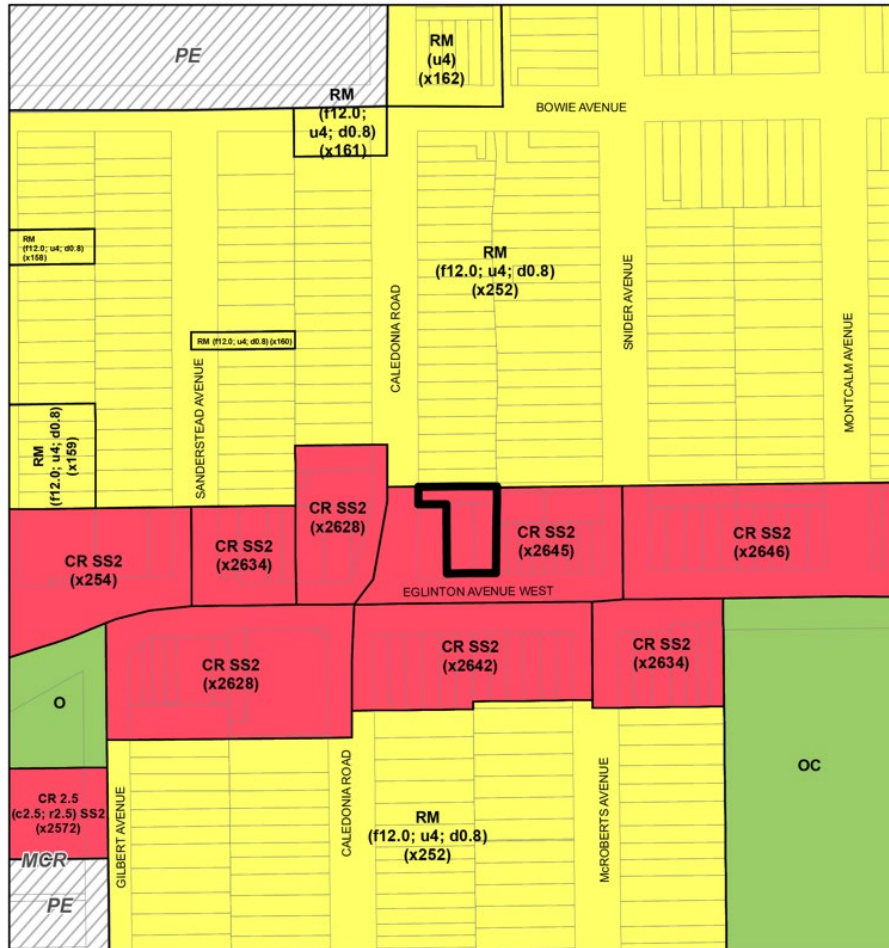 PE
RM
(u4)
(x162)
RM
(f12.0;
u4; d0.8)
(x161)
BOWIE AVENUE
RM
(f12.0; u4; d0.8)
(x158)
RM
(f12.0; u4; d0.8)
(x252)
RM (f12.0; u4; d0.8) (x160)
SANDERSTEAD AVENUE
CALEDONIA ROAD
SNIDER AVENUE
MONTCALM AVENUE
RM
(f12.0; u4; d0.8)
(x159)
CR SS2
(x254)
CR SS2
(x2634)
CR SS2
(x2628)
CR SS2
(x2645)
CR SS2
(x2646)
EGLINTON AVENUE WEST
CR SS2
(x2628)
CR SS2
(x2642)
CR SS2
(x2634)
O
OC
CR 2.5
(c2.5; r2.5) SS2
(x2572)
MCR
PE
GILBERT AVENUE
CALEDONIA ROAD
RM
(f12.0; u4; d0.8)
(x252)
McROBERTS AVENUE